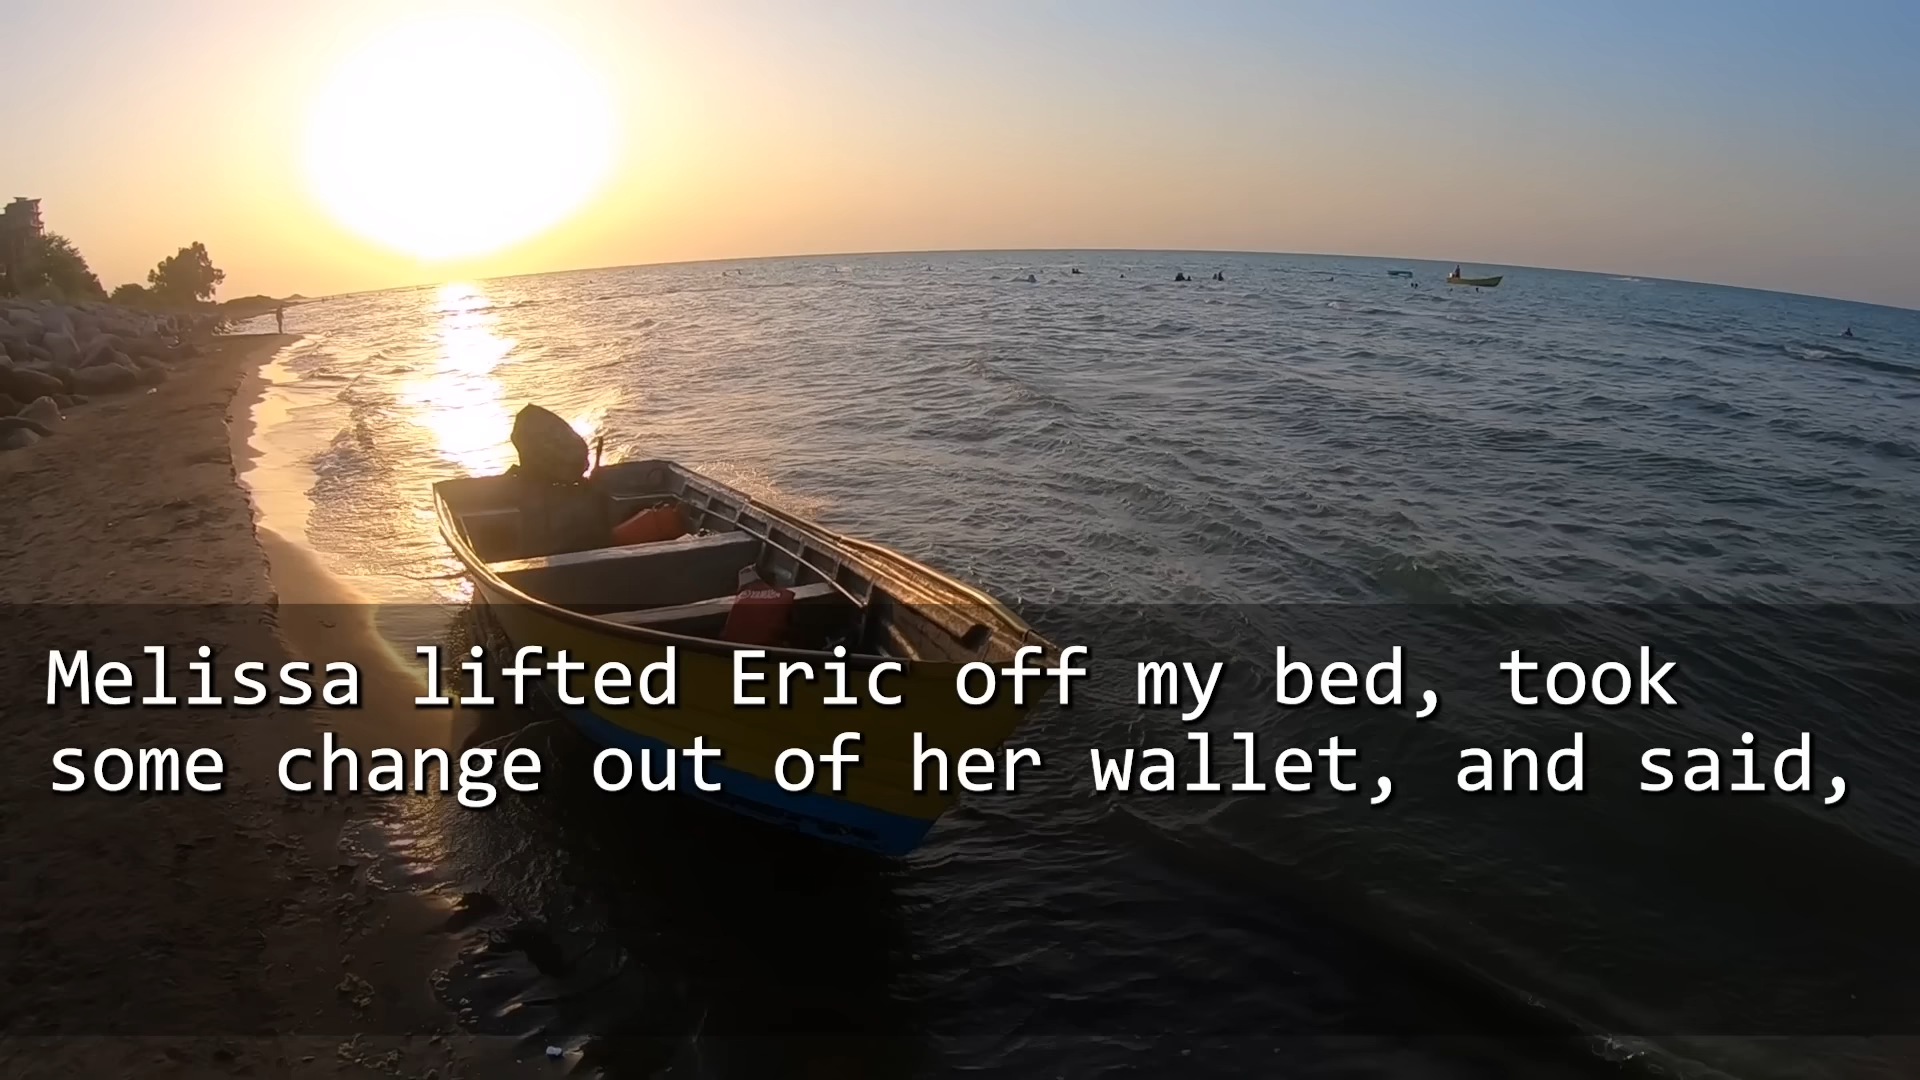 Melissa lifted Eric off my bed, took
some change out of her wallet, and said,